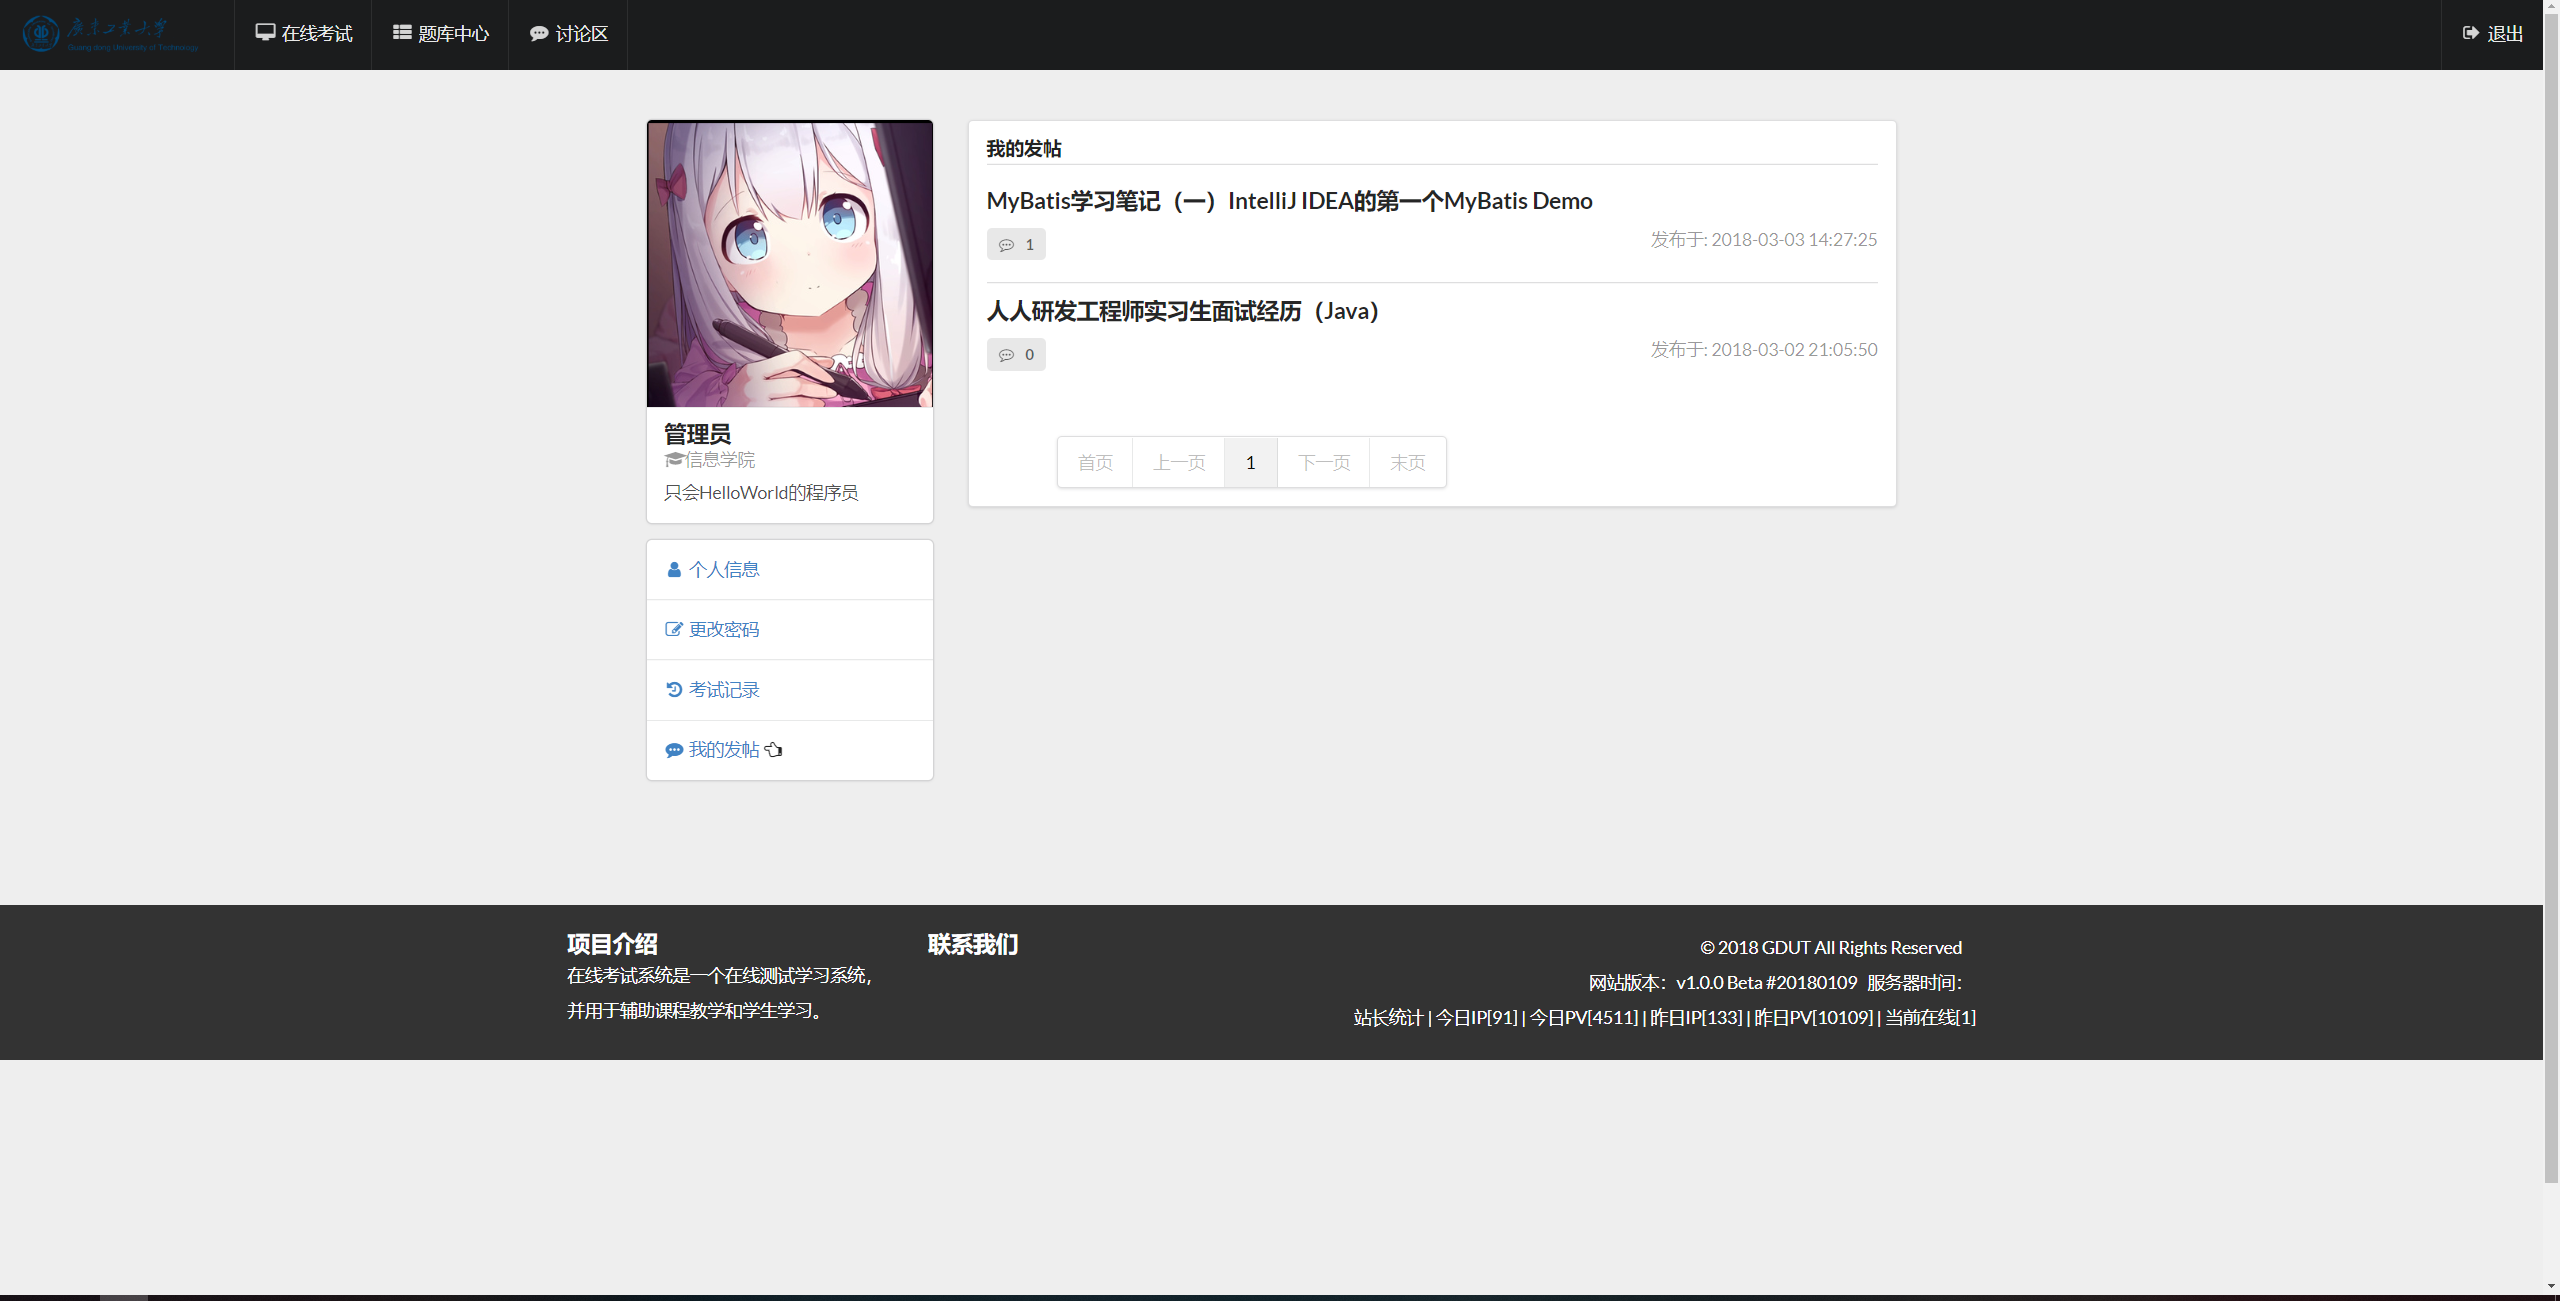 广东工业大学
Guangdong University of Technology
在线考试
题库中心
讨论区
退出
管理员
信息学院
只会HelloWorld的程序员
个人信息
更改密码
考试记录
我的发帖
我的发帖
MyBatis学习笔记（一）IntelliJ IDEA的第一个MyBatis Demo
1
发布于: 2018-03-03 14:27:25
人人研发工程师实习生面试经历（Java）
0
发布于: 2018-03-02 21:05:50
首页 上一页 1 下一页 末页
项目介绍
在线考试系统是一个在线测试学习系统，
并用于辅助课程教学和学生学习。
联系我们
© 2018 GDUT All Rights Reserved
网站版本：v1.0.0 Beta #20180109 服务器时间：
站长统计 | 今日IP[91] | 今日PV[4511] | 昨日IP[133] | 昨日PV[10109] | 当前在线[1]